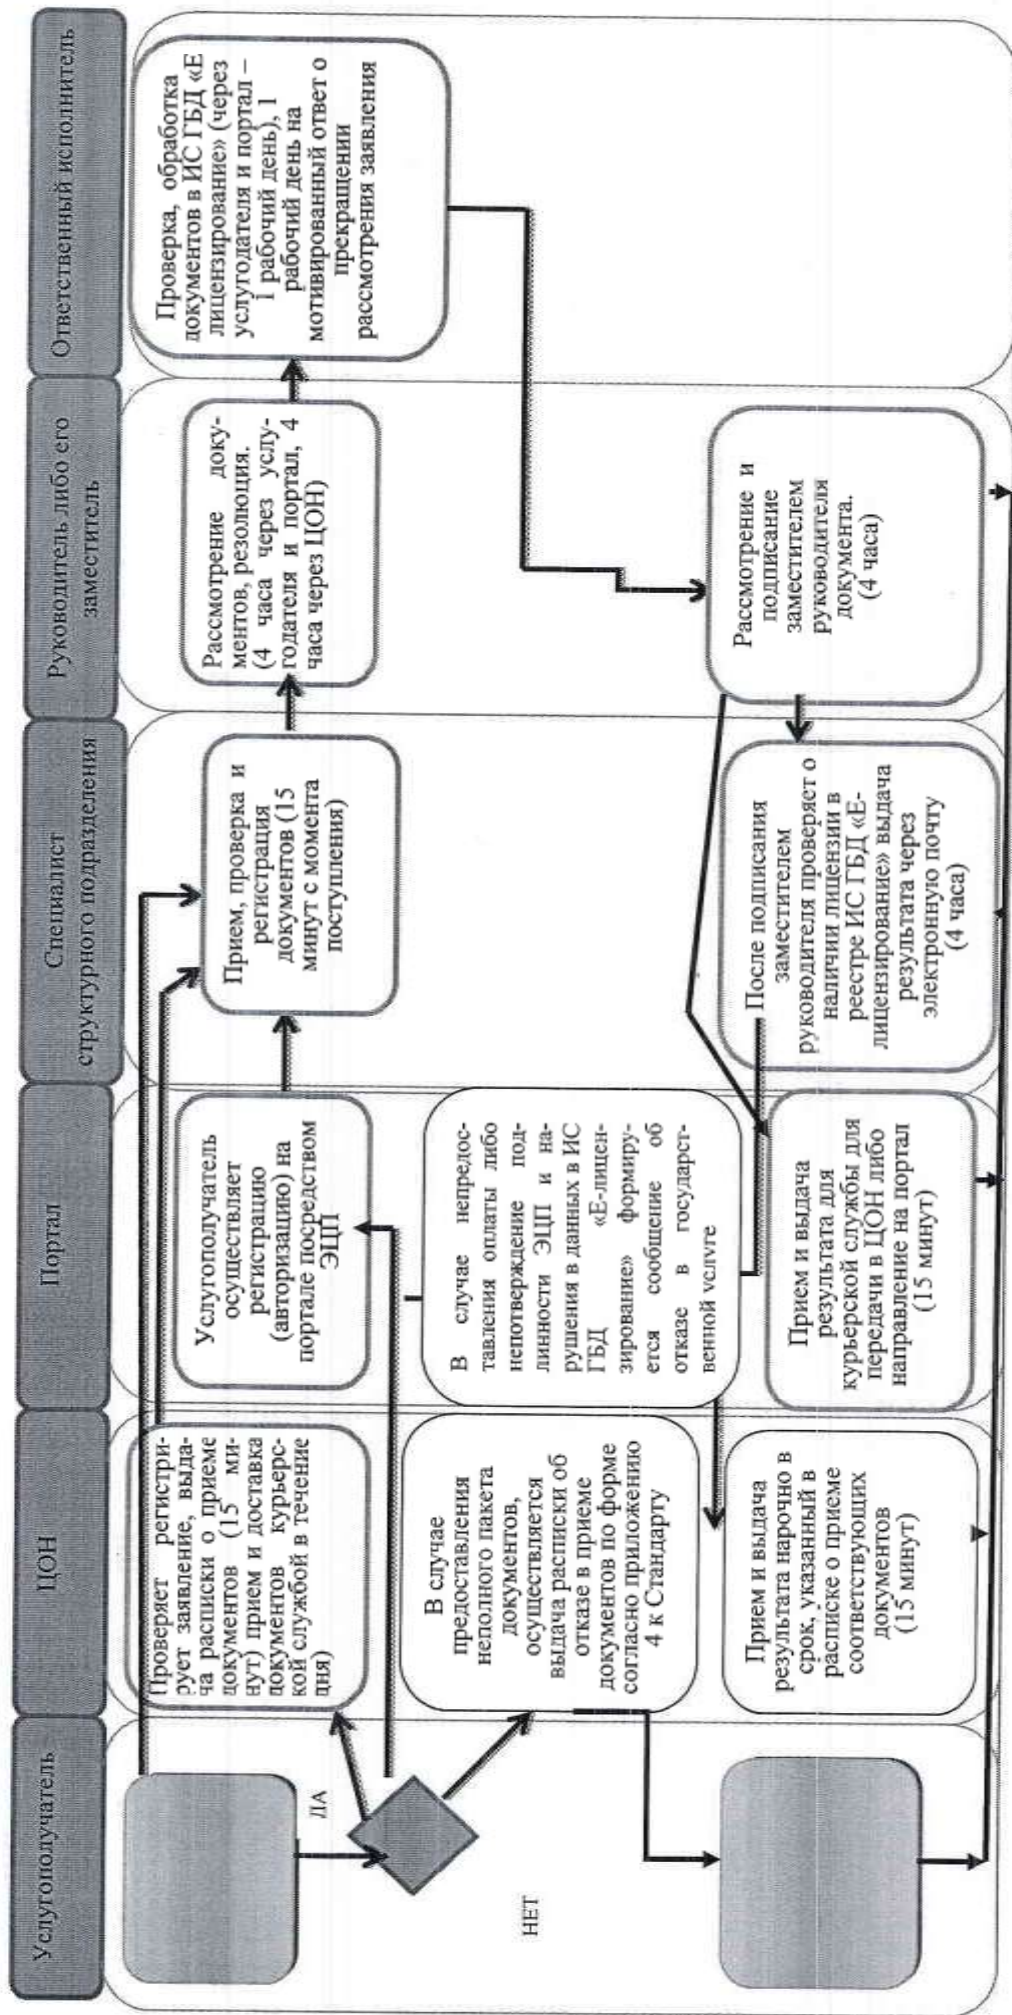 Услугополучатель
ЦОН
Портал
Специалист
структурного подразделения
Руководитель либо его
заместитель
Ответственный исполнитель
ДА
НЕТ
Проверяет регистри-
рует заявление, выда-
ча расписки о приеме
документов (15 ми-
нут) прием и доставка
документов курьерс-
кой службой в течение
дня)
В случае
предоставления
неполного пакета
документов,
осуществляется
выдача расписки об
отказе в приеме
документов по форме
согласно приложению
4 к Стандарту
Прием и выдача
результата нарочно в
срок, указанный в
расписке о приеме
соответствующих
документов
(15 минут)
Услугополучатель
осуществляет
регистрацию
(авторизацию) на
портале посредством
ЭЦП
В случае непредос-
тавления оплаты либо
непотверждение под-
линности ЭЦП и на-
рушения в данных в ИС
ГБД «Е-лицен-
зирование» формиру-
ется сообщение об
отказе в государст-
венной услуге
Прием и выдача
результата для
курьерской службы для
передачи в ЦОН либо
направление на портал
(15 минут)
Прием, проверка и
регистрация
документов (15
минут с момента
поступления)
После подписания
заместителем
руководителя проверяет о
наличии лицензии в
реестре ИС ГБД «Е-
лицензирование» выдача
результата через
электронную почту
(4 часа)
Рассмотрение доку-
ментов, резолюция.
(4 часа через услу-
годателя и портал, 4
часа через ЦОН)
Рассмотрение и
подписание
заместителем
руководителя
документа.
(4 часа)
Проверка, обработка
документов в ИС ГБД «Е
лицензирование» (через
услугодателя и портал –
1 рабочий день), 1
рабочий день на
мотивированный ответ о
прекращении
рассмотрения заявления